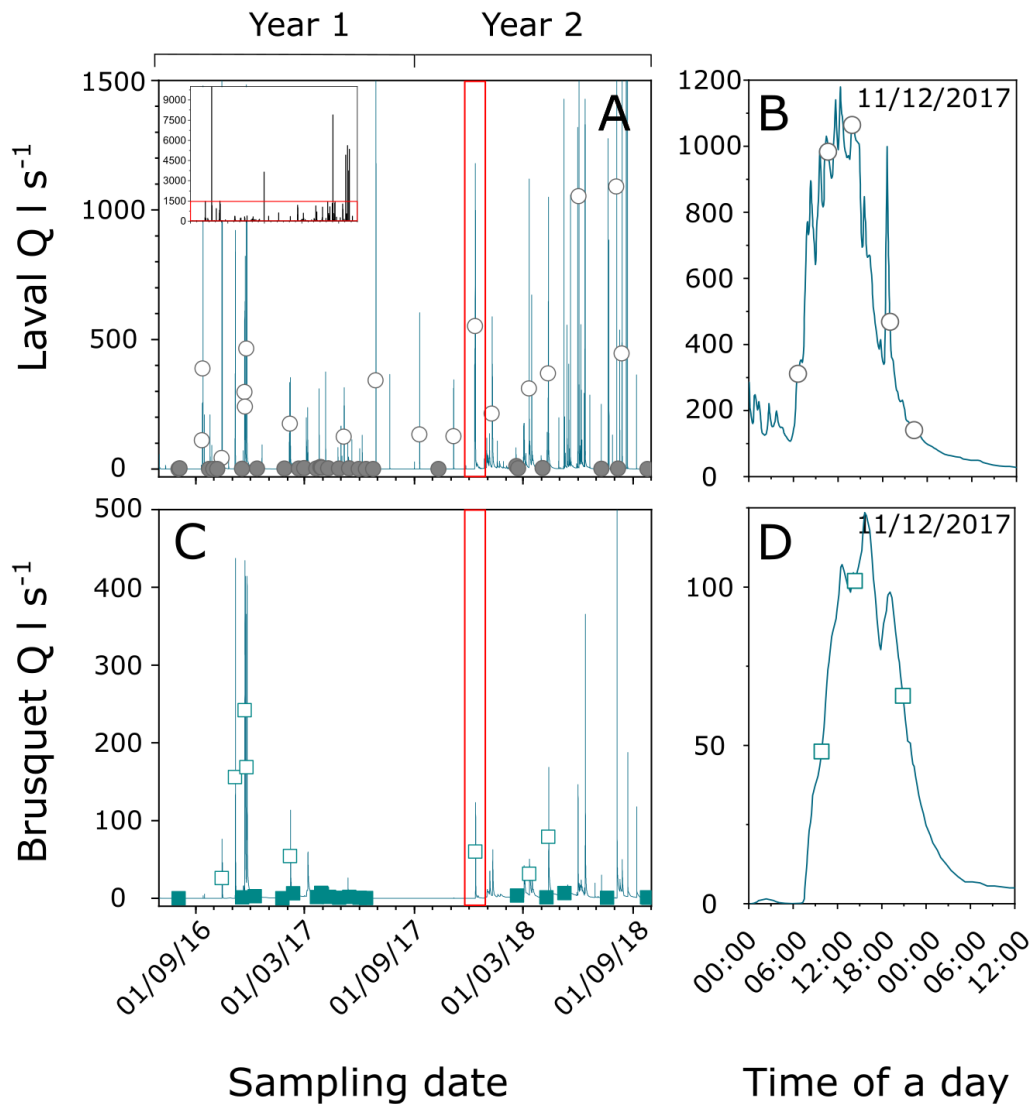 Year 1 Year 2
Laval Q l s-1
1500
1000
500
0
9000
7500
6000
4500
3000
1500
0
A
1200
1000
800
600
400
200
0
B
11/12/2017
Brusquet Q l s-1
500
400
300
200
100
0
C
100
50
0
D
11/12/2017
01/09/16 01/03/17 01/09/17 01/03/18 01/09/18
00:00 06:00 12:00 18:00 00:00 06:00 12:00
Sampling date
Time of a day